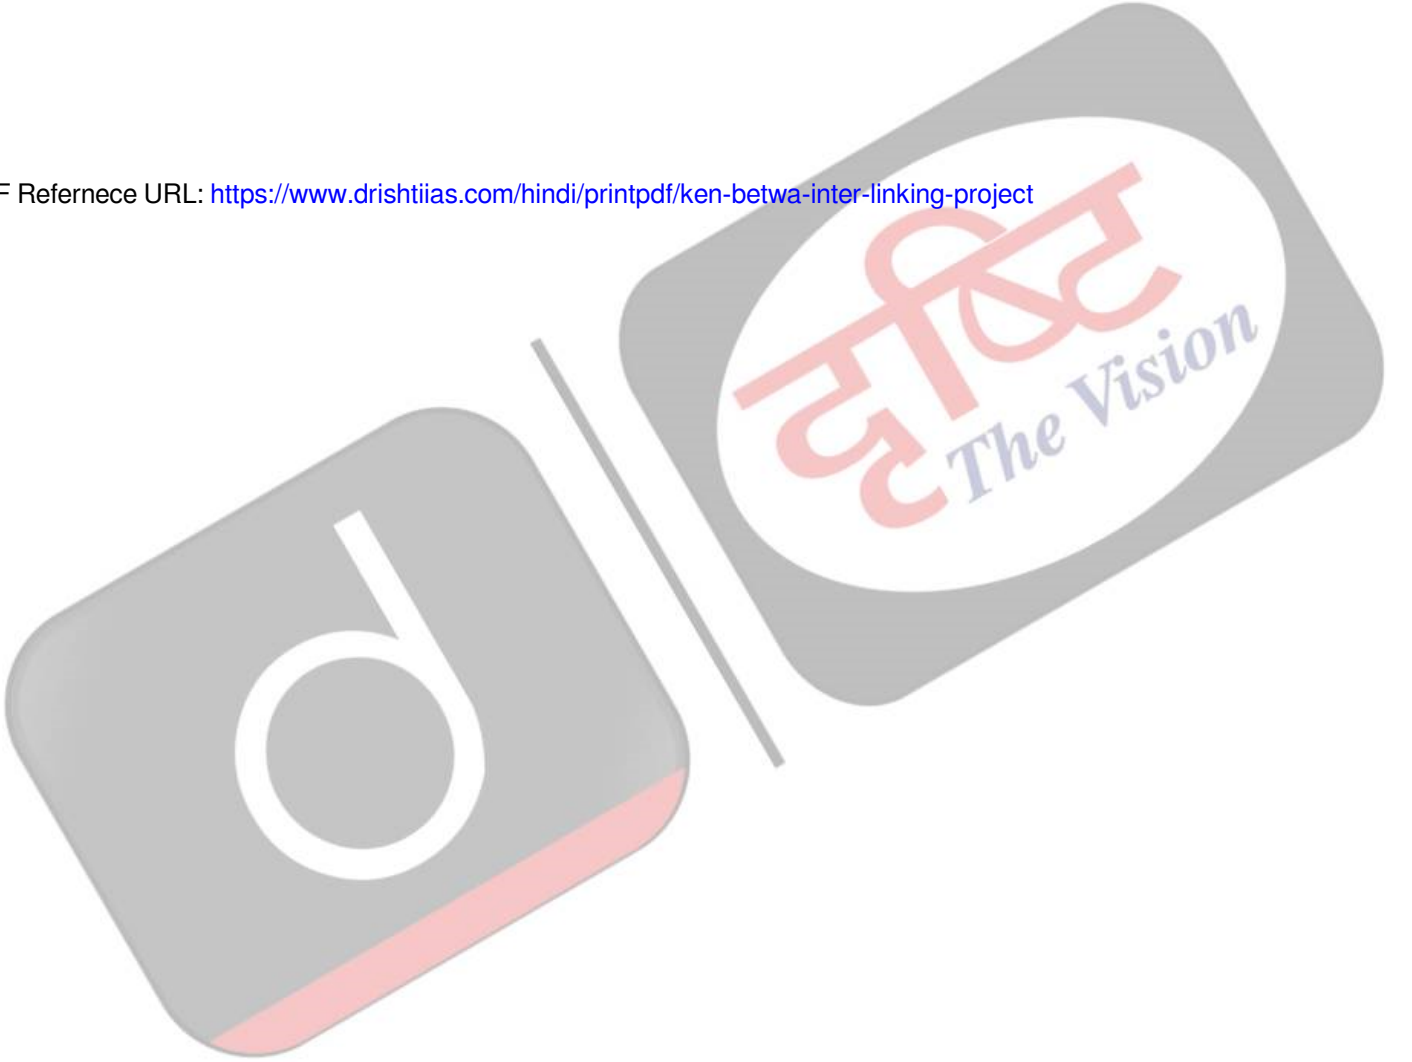 F Refernece URL: https://www.drishtiias.com/hindi/printpdf/ken-betwa-inter-linking-project
दृष्टि
The Vision
d